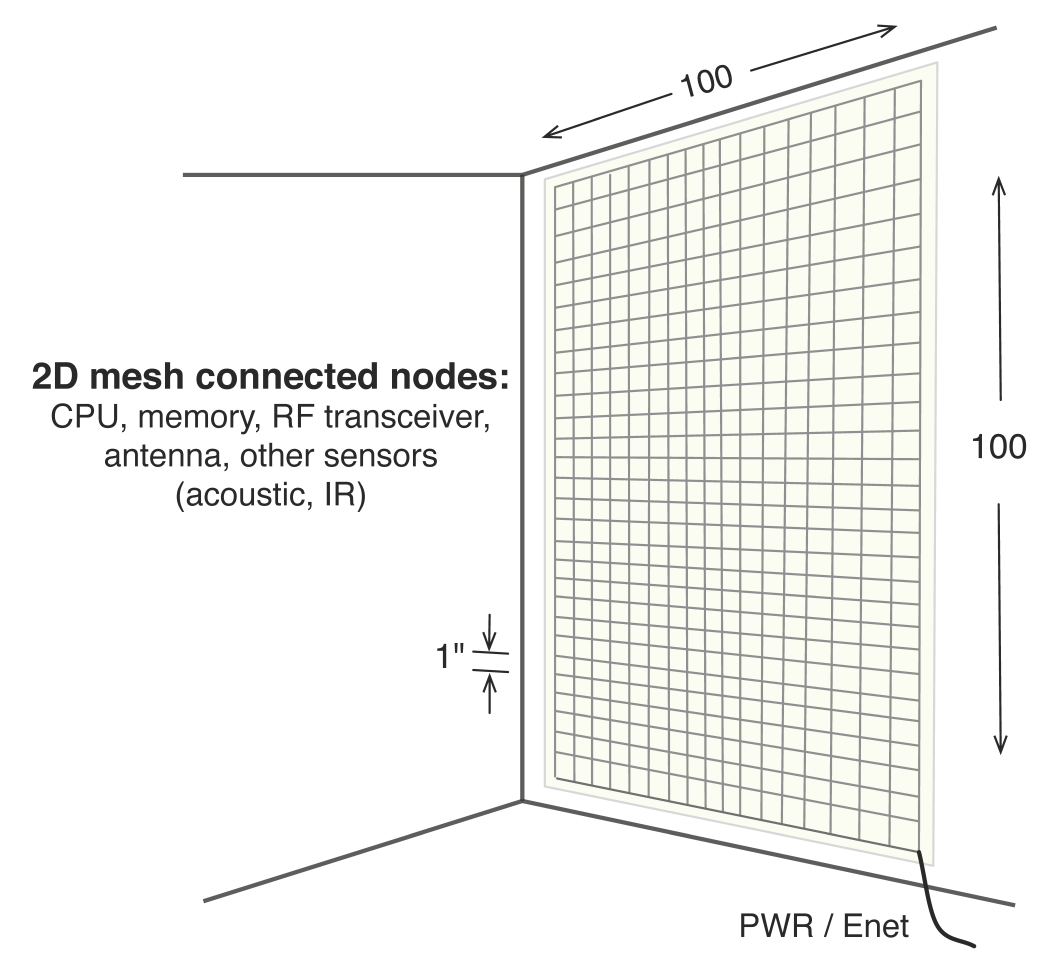 100
2D mesh connected nodes:
CPU, memory, RF transceiver,
antenna, other sensors
(acoustic, IR)
100
1"
PWR / Enet